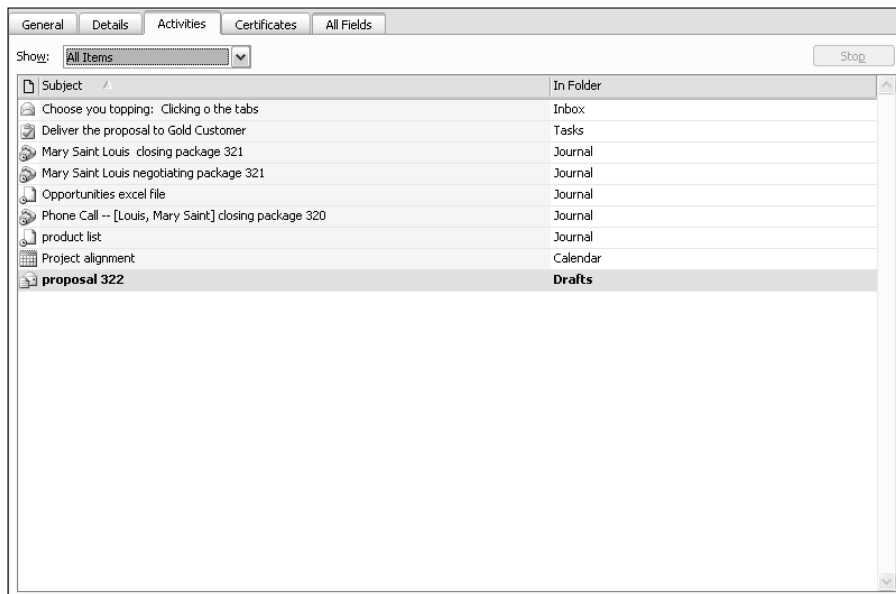 General Details Activities Certificates All Fields
Show: All Items Stop
Subject In Folder
Choose you topping: Clicking o the tabs Inbox
Deliver the proposal to Gold Customer Tasks
Mary Saint Louis closing package 321 Journal
Mary Saint Louis negotiating package 321 Journal
Opportunities excel file Journal
Phone Call -- [Louis, Mary Saint] closing package 320 Journal
product list Journal
Project alignment Calendar
proposal 322 Drafts